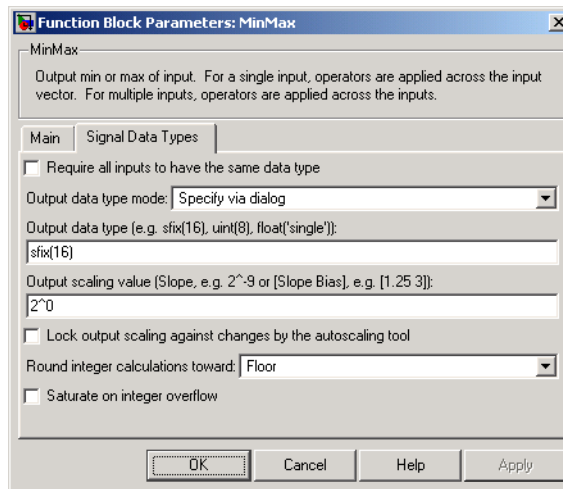 Function Block Parameters: MinMax
MinMax
Output min or max of input. For a single input, operators are applied across the input
vector. For multiple inputs, operators are applied across the inputs.
Main Signal Data Types
Require all inputs to have the same data type
Output data type mode: Specify via dialog
Output data type (e.g. sfix(16), uint(8), float('single')):
sfix(16)
Output scaling value (Slope, e.g. 2^-9 or [Slope Bias], e.g. [1.25 3]):
2^0
Lock output scaling against changes by the autoscaling tool
Round integer calculations toward: Floor
Saturate on integer overflow
OK Cancel Help Apply